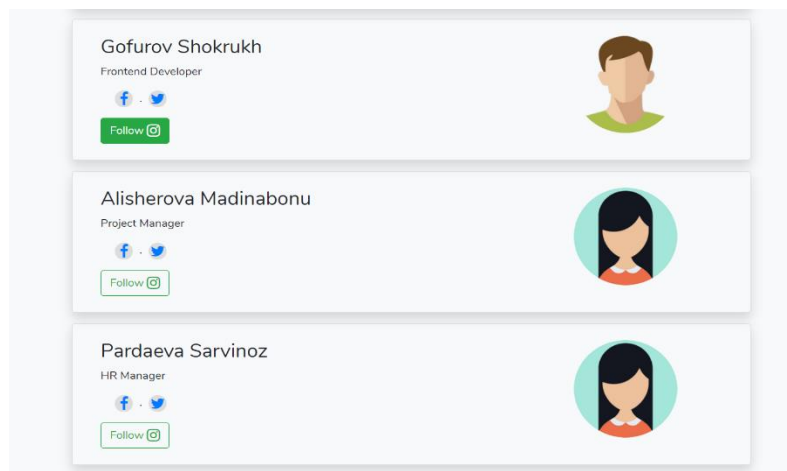 Gofurov Shokrukh
Frontend Developer
Follow
Alisherova Madinabonu
Project Manager
Follow
Pardaeva Sarvinoz
HR Manager
Follow